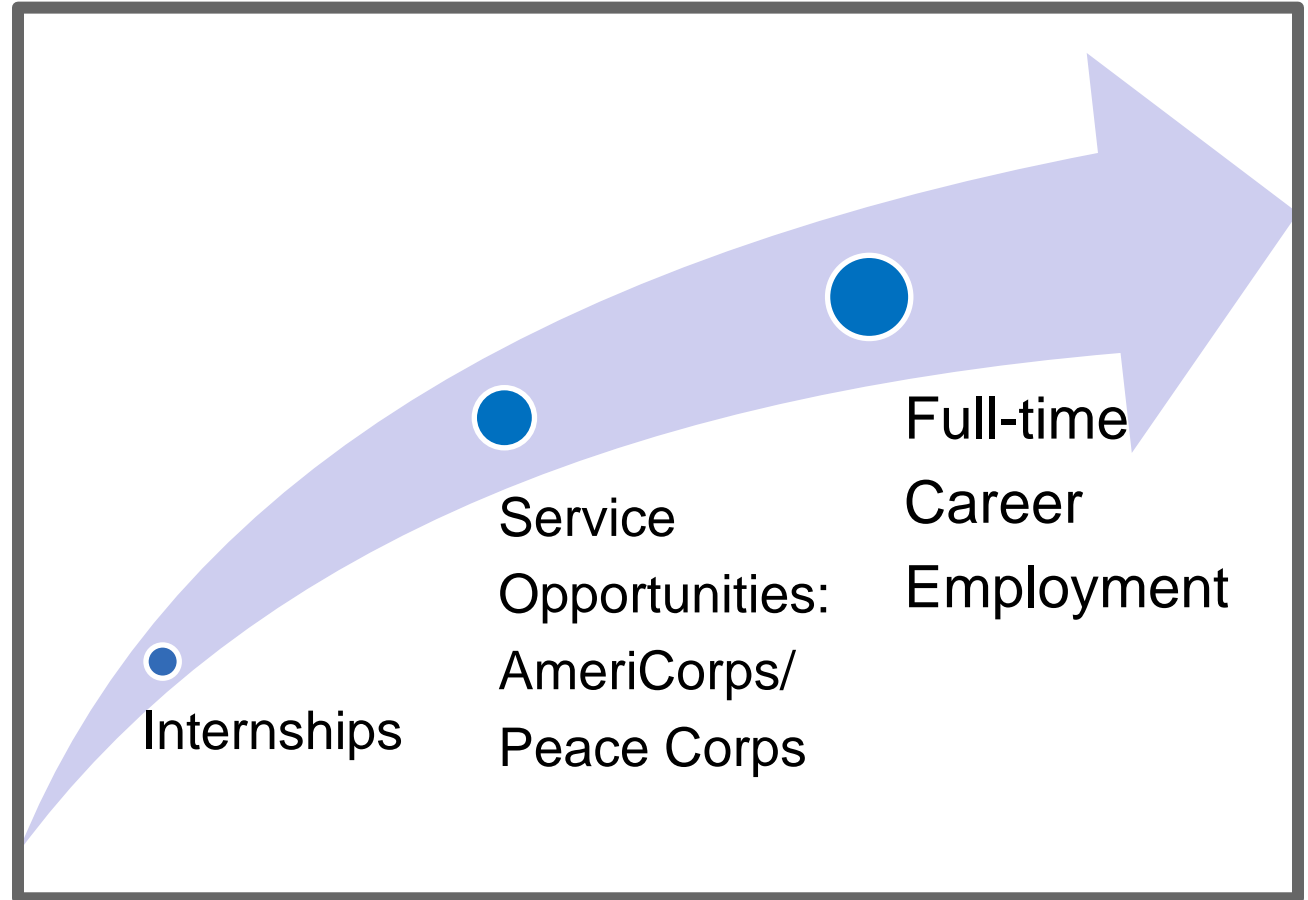 Internships
Service
Opportunities:
AmeriCorps/
Peace Corps
Full-time
Career
Employment